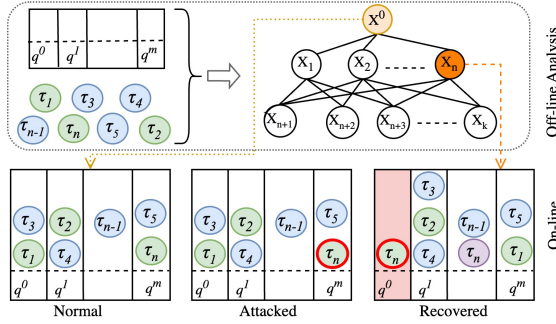 X⁰
q⁰ q¹ qᵐ
τ₁ τ₃ τ₄
τₙ₋₁ τₙ τ₅ τ₂
X₁ X₂ Xₙ
Xₙ₊₁ Xₙ₊₂ Xₙ₊₃ Xₖ
Off-line Analysis
τ₃ τ₂ τₙ₋₁ τ₅
τ₁ τ₄ τₙ
q⁰ q¹ qᵐ
Normal
τ₃ τ₂ τₙ₋₁ τ₅
τ₁ τ₄ τₙ
q⁰ q¹ qᵐ
Attacked
τ₃
τ₂ τₙ₋₁ τ₅
τₙ τ₄ τₙ τ₁
q⁰ q¹ qᵐ
Recovered
On-line